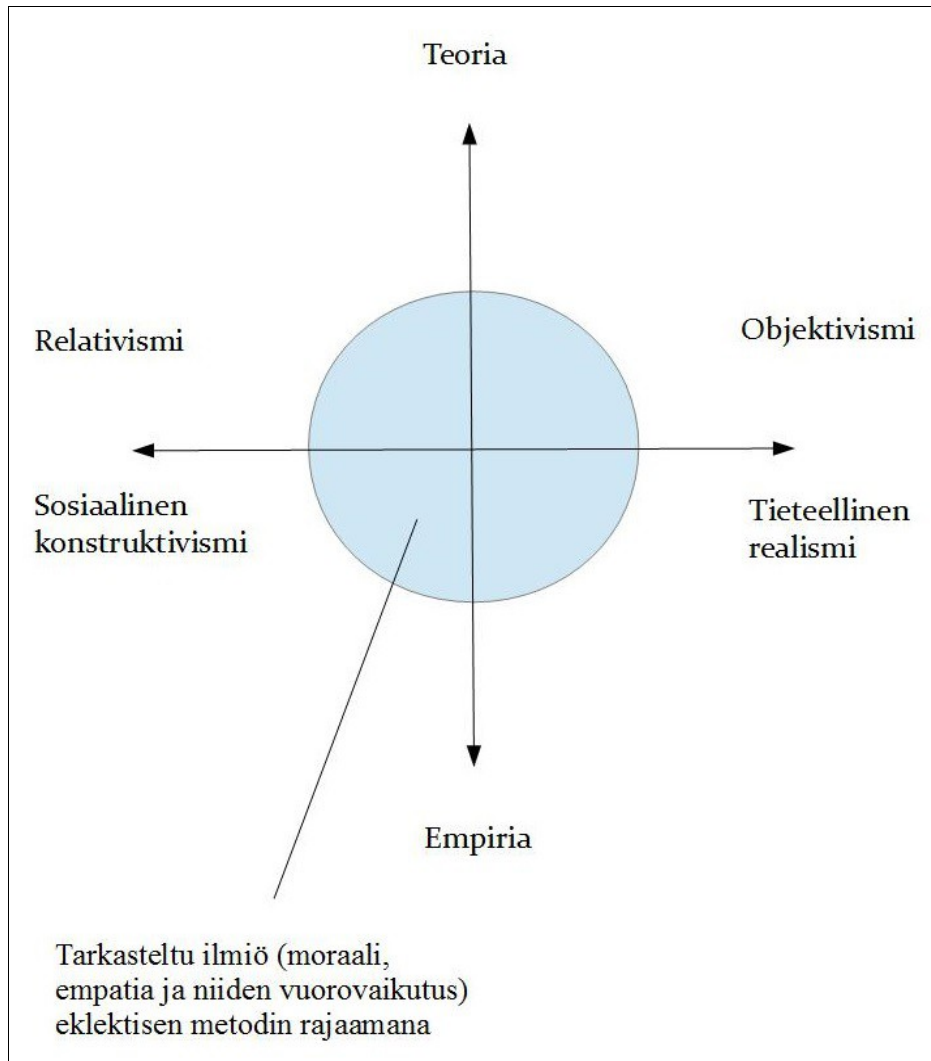 Teoria
Relativismi
Objektivismi
Sosiaalinen
konstruktivismi
Tieteellinen
realismi
Empiria
Tarkasteltu ilmiö (moraali,
empatia ja niiden vuorovaikutus)
eklektisen metodin rajaamana